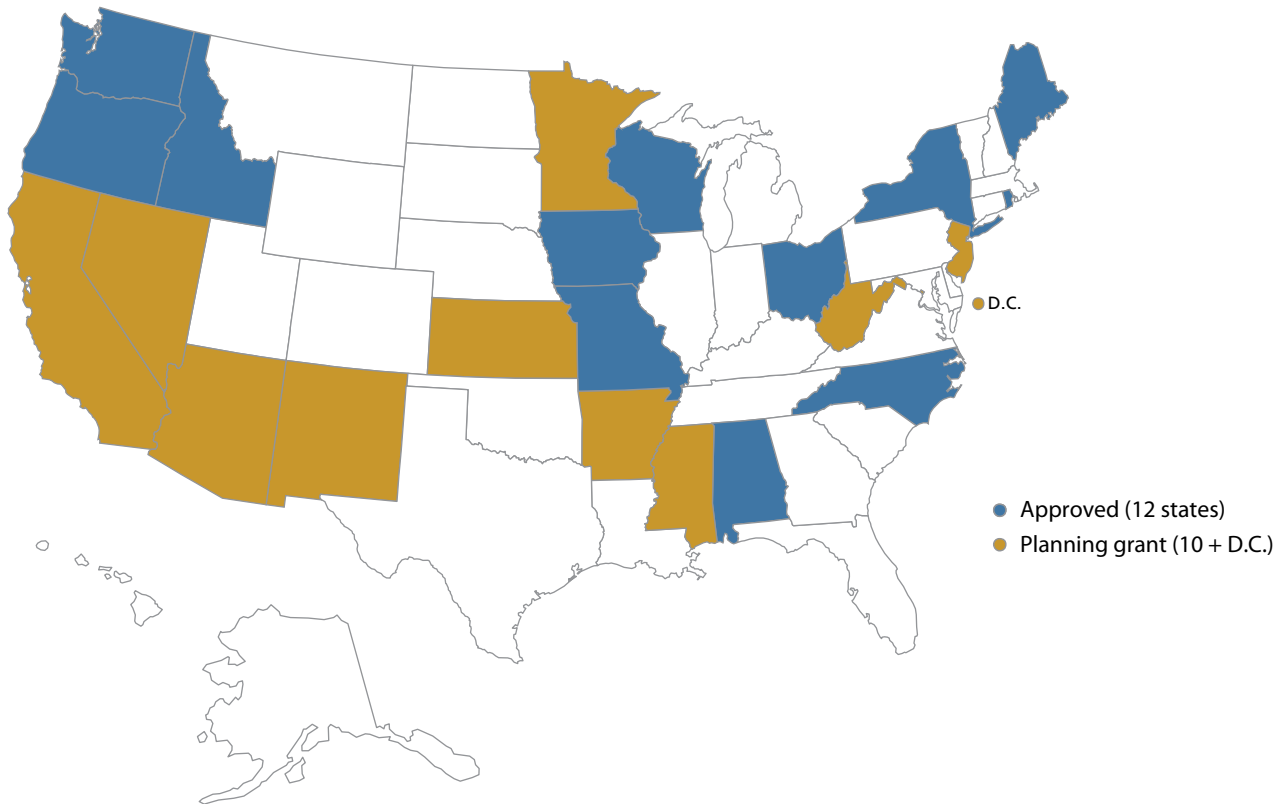 D.C.
Approved (12 states)
Planning grant (10 + D.C.)